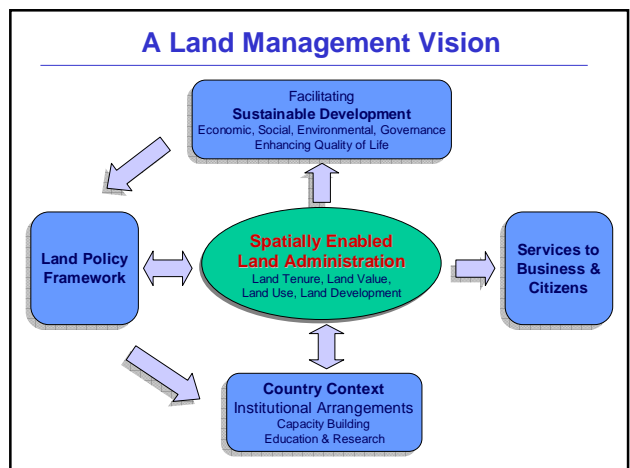 A Land Management Vision
Facilitating
Sustainable Development
Economic, Social, Environmental, Governance
Enhancing Quality of Life
Land Policy
Framework
Spatially Enabled
Land Administration
Land Tenure, Land Value,
Land Use, Land Development
Services to
Business &
Citizens
Country Context
Institutional Arrangements
Capacity Building
Education & Research